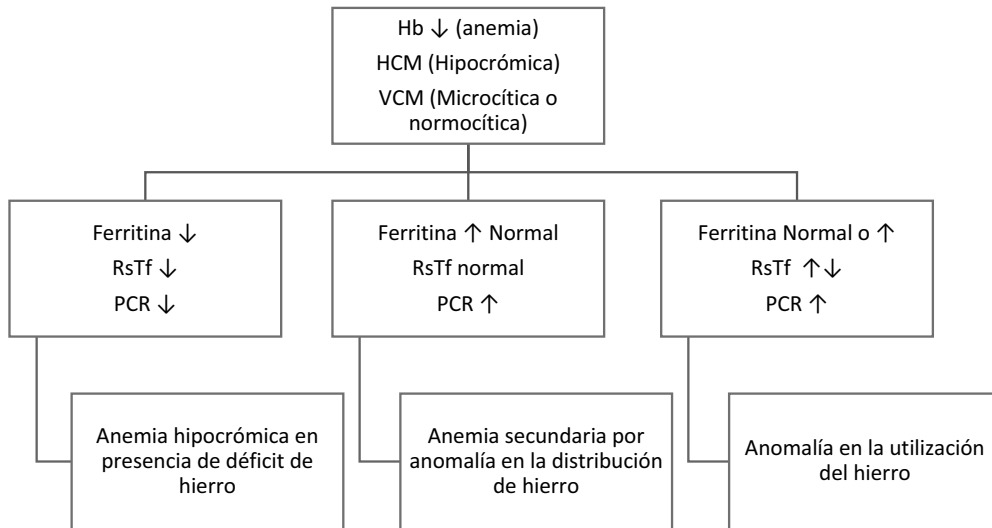 Hb ↓ (anemia)
HCM (Hipocrómica)
VCM (Microcítica o
normocítica)
Ferritina ↓
RsTf ↓
PCR ↓
Ferritina ↑ Normal
RsTf normal
PCR ↑
Ferritina Normal o ↑
RsTf ↑↓
PCR ↑
Anemia hipocrómica en
presencia de déficit de
hierro
Anemia secundaria por
anomalía en la distribución
de hierro
Anomalía en la utilización
del hierro